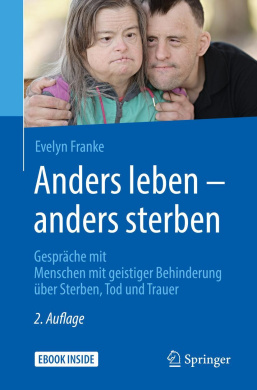 Evelyn Franke
Anders leben –
anders sterben
Gespräche mit
Menschen mit geistiger Behinderung
über Sterben, Tod und Trauer
2. Auflage
EBOOK INSIDE
Springer